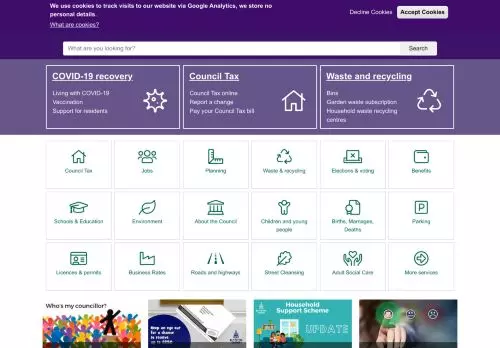 We use cookies to track visits to our website via Google Analytics, we store no
personal details.
What are cookies?
Decline Cookies
Accept Cookies
What are you looking for?
Search
COVID-19 recovery
Living with COVID-19
Vaccination
Support for residents
Council Tax
Council Tax online
Report a change
Pay your Council Tax bill
Waste and recycling
Bins
Garden waste subscription
Household waste recycling
centres
Council Tax
Jobs
Planning
Waste & recycling
Elections & voting
Benefits
Schools & Education
Environment
About the Council
Children and young
people
Births, Marriages,
Deaths
Parking
Licences & permits
Business Rates
Roads and highways
Street Cleansing
Adult Social Care
More services
Who's my councillor?
Household
Support Scheme
UPDATE